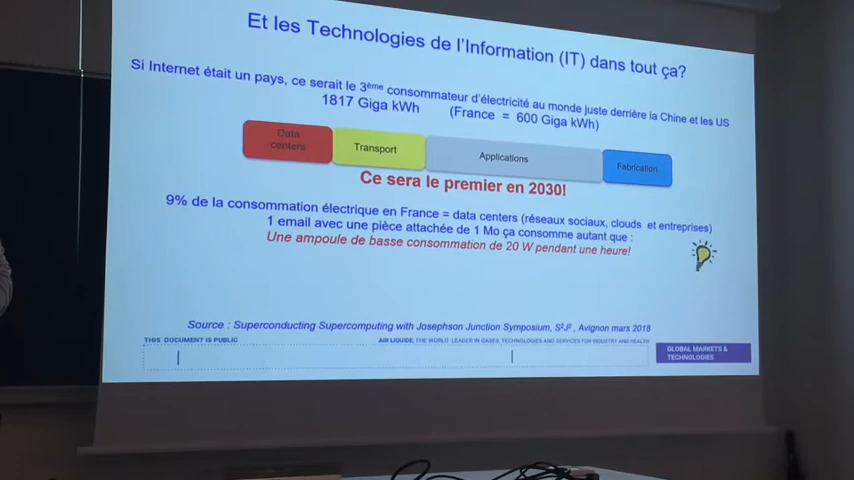 Et les Technologies de l'Information (IT) dans tout ça?
Si Internet était un pays, ce serait le 3ème consommateur d'électricité au monde juste derrière la Chine et les US
1817 Giga kWh (France = 600 Giga kWh)
Data
centers
Transport
Applications
Fabrication
Ce sera le premier en 2030!
9% de la consommation électrique en France = data centers (réseaux sociaux, clouds et entreprises)
1 email avec une pièce attachée de 1 Mo ça consomme autant que :
Une ampoule de basse consommation de 20 W pendant une heure!
Source : Superconducting Supercomputing with Josephson Junction Symposium, S²J², Avignon mars 2018
THIS DOCUMENT IS PUBLIC
AIR LIQUIDE, THE WORLD LEADER IN GASES, TECHNOLOGIES AND SERVICES FOR INDUSTRY AND HEALTH
GLOBAL MARKETS &
TECHNOLOGIES